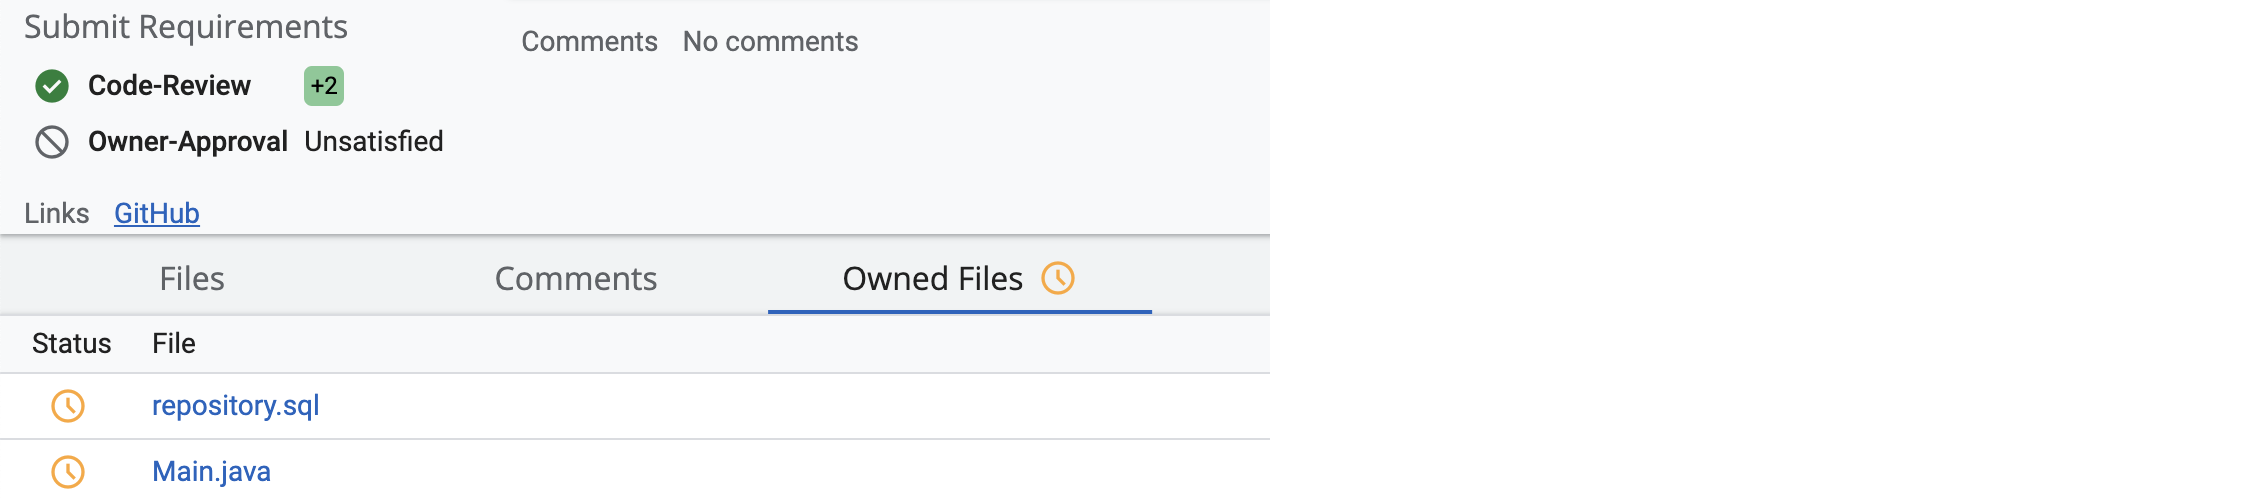 Submit Requirements
Comments No comments
Code-Review +2
Owner-Approval Unsatisfied
Links GitHub
Files Comments Owned Files
Status File
repository.sql
Main.java